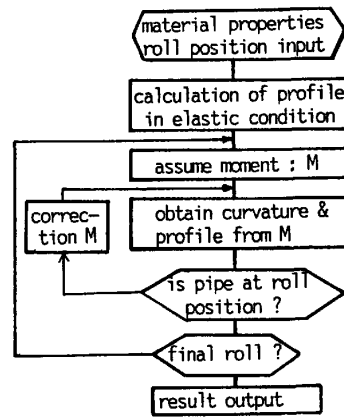 material properties
roll position input
calculation of profile
in elastic condition
assume moment : M
correc-
tion M
obtain curvature &
profile from M
is pipe at roll
position ?
final roll ?
result output